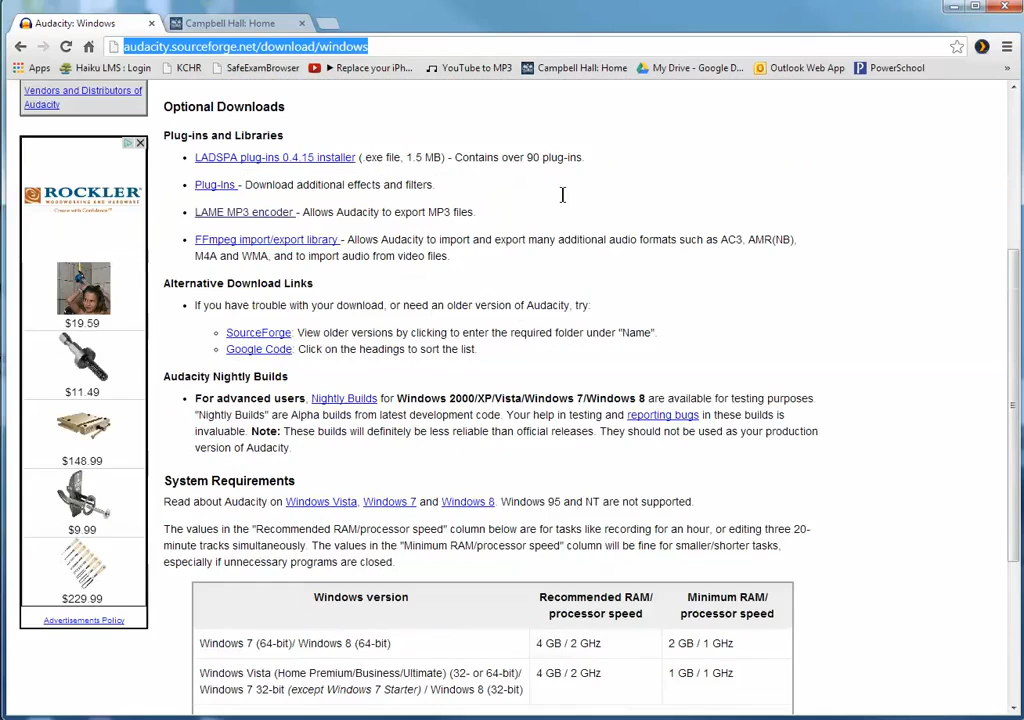 Audacity: Windows
Campbell Hall: Home
audacity.sourceforge.net/download/windows
Apps
Haiku LMS : Login
KCHR
SafeExamBrowser
► Replace your iPh...
YouTube to MP3
Campbell Hall: Home
My Drive - Google D...
Outlook Web App
PowerSchool
»
Vendors and Distributors of
Audacity
ROCKLER
WOODWORKING AND HARDWARE
Create with Confidence™
$19.59
$11.49
$148.99
$9.99
$229.99
Advertisements Policy
Optional Downloads
Plug-ins and Libraries
• LADSPA plug-ins 0.4.15 installer (.exe file, 1.5 MB) - Contains over 90 plug-ins.
• Plug-Ins - Download additional effects and filters.
• LAME MP3 encoder - Allows Audacity to export MP3 files.
• FFmpeg import/export library - Allows Audacity to import and export many additional audio formats such as AC3, AMR(NB),
M4A and WMA, and to import audio from video files.
Alternative Download Links
• If you have trouble with your download, or need an older version of Audacity, try:
◦ SourceForge: View older versions by clicking to enter the required folder under "Name".
◦ Google Code: Click on the headings to sort the list.
Audacity Nightly Builds
• For advanced users, Nightly Builds for Windows 2000/XP/Vista/Windows 7/Windows 8 are available for testing purposes.
"Nightly Builds" are Alpha builds from latest development code. Your help in testing and reporting bugs in these builds is
invaluable. Note: These builds will definitely be less reliable than official releases. They should not be used as your production
version of Audacity.
System Requirements
Read about Audacity on Windows Vista, Windows 7 and Windows 8. Windows 95 and NT are not supported.
The values in the "Recommended RAM/processor speed" column below are for tasks like recording for an hour, or editing three 20-
minute tracks simultaneously. The values in the "Minimum RAM/processor speed" column will be fine for smaller/shorter tasks,
especially if unnecessary programs are closed.
Windows version
Recommended RAM/
processor speed
Minimum RAM/
processor speed
Windows 7 (64-bit)/ Windows 8 (64-bit)
4 GB / 2 GHz
2 GB / 1 GHz
Windows Vista (Home Premium/Business/Ultimate) (32- or 64-bit)/
Windows 7 32-bit (except Windows 7 Starter) / Windows 8 (32-bit)
4 GB / 2 GHz
1 GB / 1 GHz